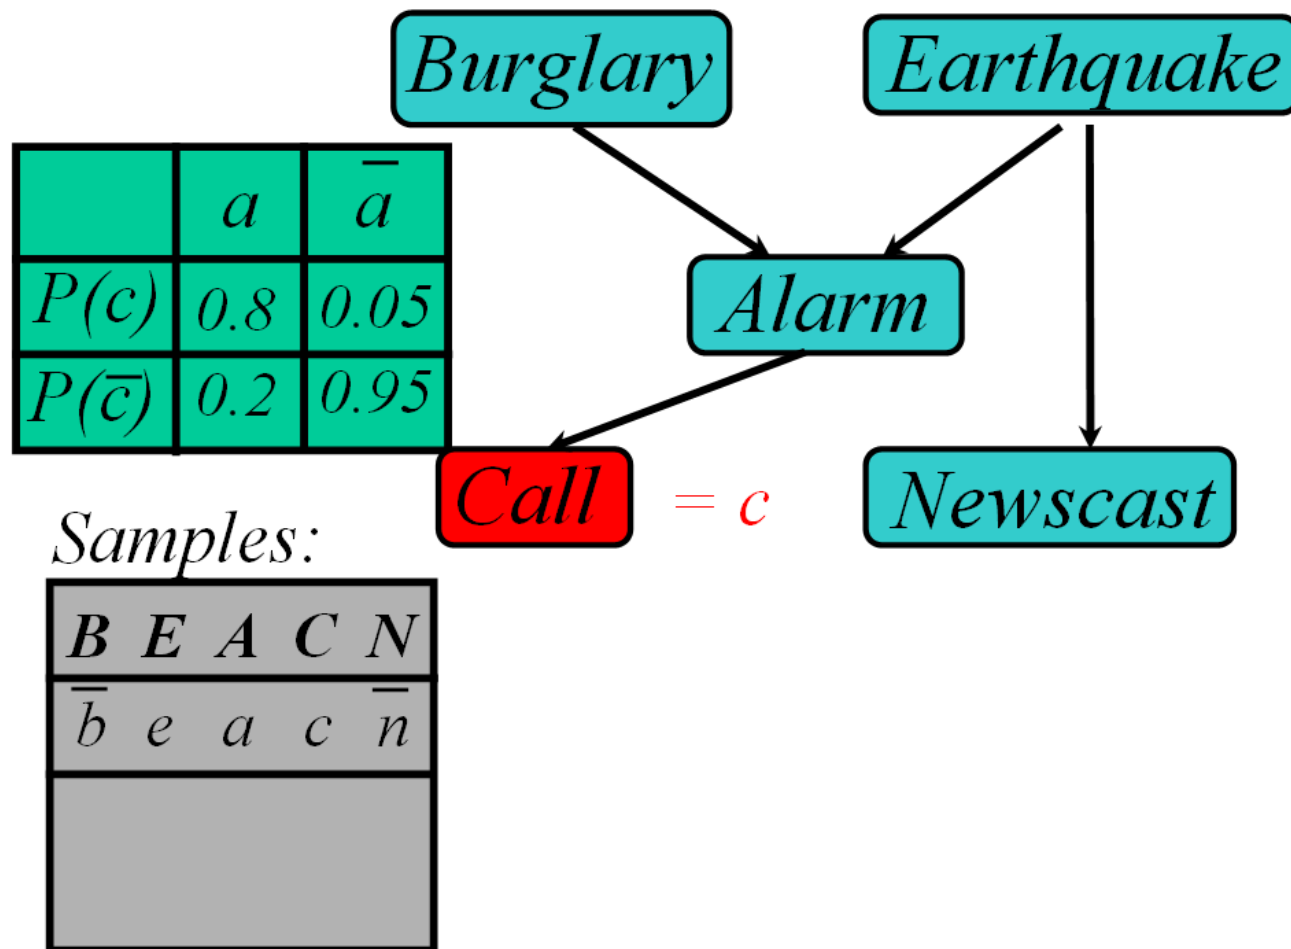 Burglary Earthquake
a a̅
P(c) 0.8 0.05
P(c̅) 0.2 0.95
Alarm
Call = c Newscast
Samples:
B E A C N
b̅ e a c n̅